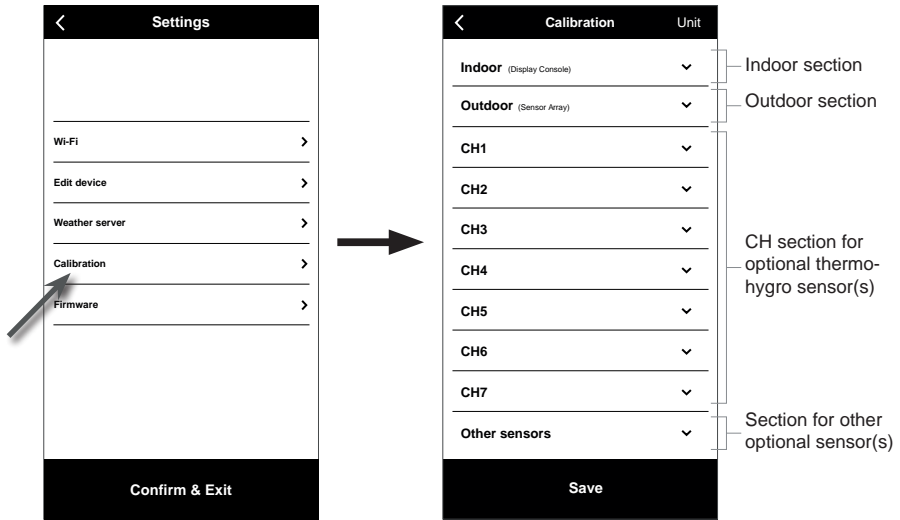 Settings
Wi-Fi
Edit device
Weather server
Calibration
Firmware
Confirm & Exit
Calibration Unit
Indoor (Display Console)
Outdoor (Sensor Array)
CH1
CH2
CH3
CH4
CH5
CH6
CH7
Other sensors
Save
Indoor section
Outdoor section
CH section for
optional thermo-
hygro sensor(s)
Section for other
optional sensor(s)